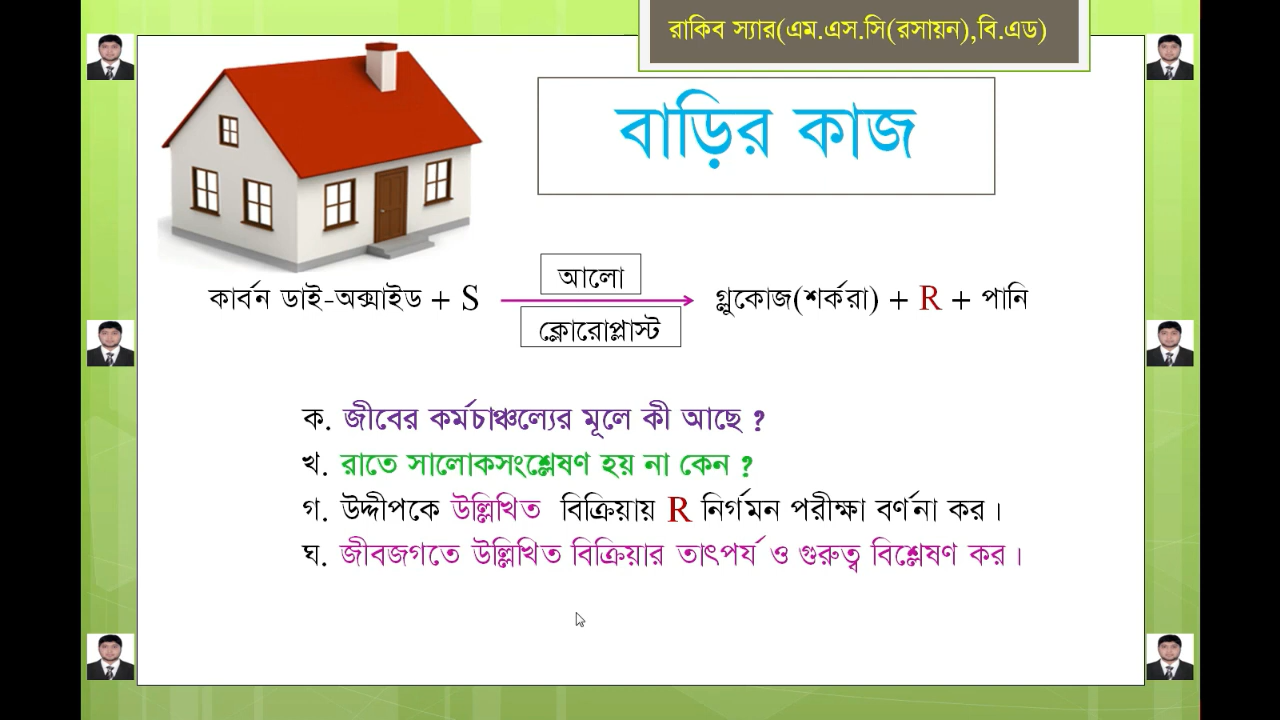 রাকিব স্যার(এম.এস.সি(রসায়ন),বি.এড)
বাড়ির কাজ
আলো
কার্বন ডাই-অক্সাইড + S গ্লুকোজ(শর্করা) + R + পানি
ক্লোরোপ্লাস্ট
ক. জীবের কর্মচাঞ্চল্যের মূলে কী আছে ?
খ. রাতে সালোকসংশ্লেষণ হয় না কেন ?
গ. উদ্দীপকে উল্লিখিত বিক্রিয়ায় R নির্গমন পরীক্ষা বর্ণনা কর।
ঘ. জীবজগতে উল্লিখিত বিক্রিয়ার তাৎপর্য ও গুরুত্ব বিশ্লেষণ কর।